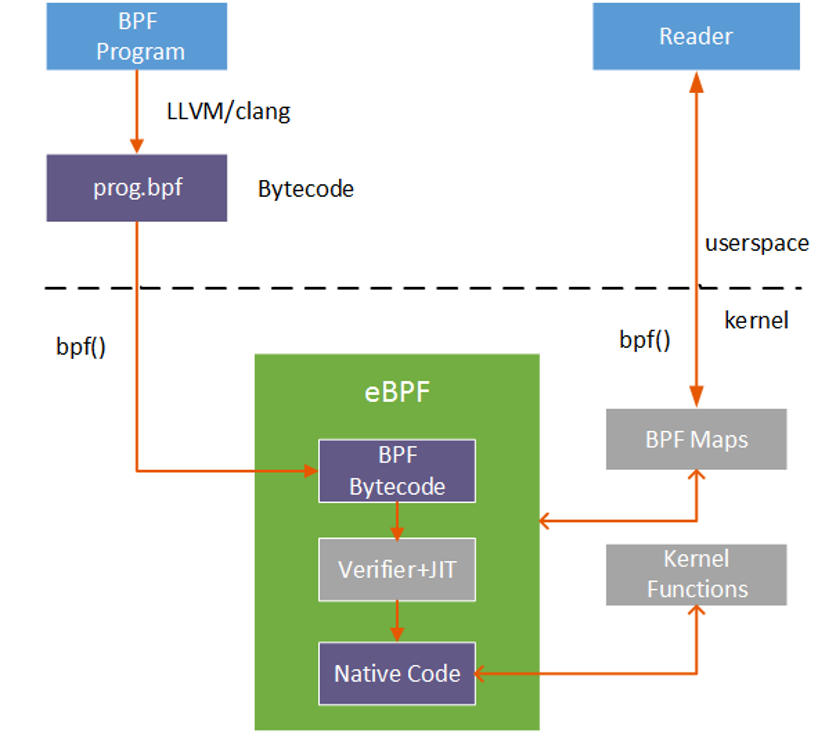 BPF
Program
Reader
LLVM/clang
prog.bpf
Bytecode
userspace
kernel
bpf()
bpf()
eBPF
BPF Maps
BPF
Bytecode
Verifier+JIT
Kernel
Functions
Native Code